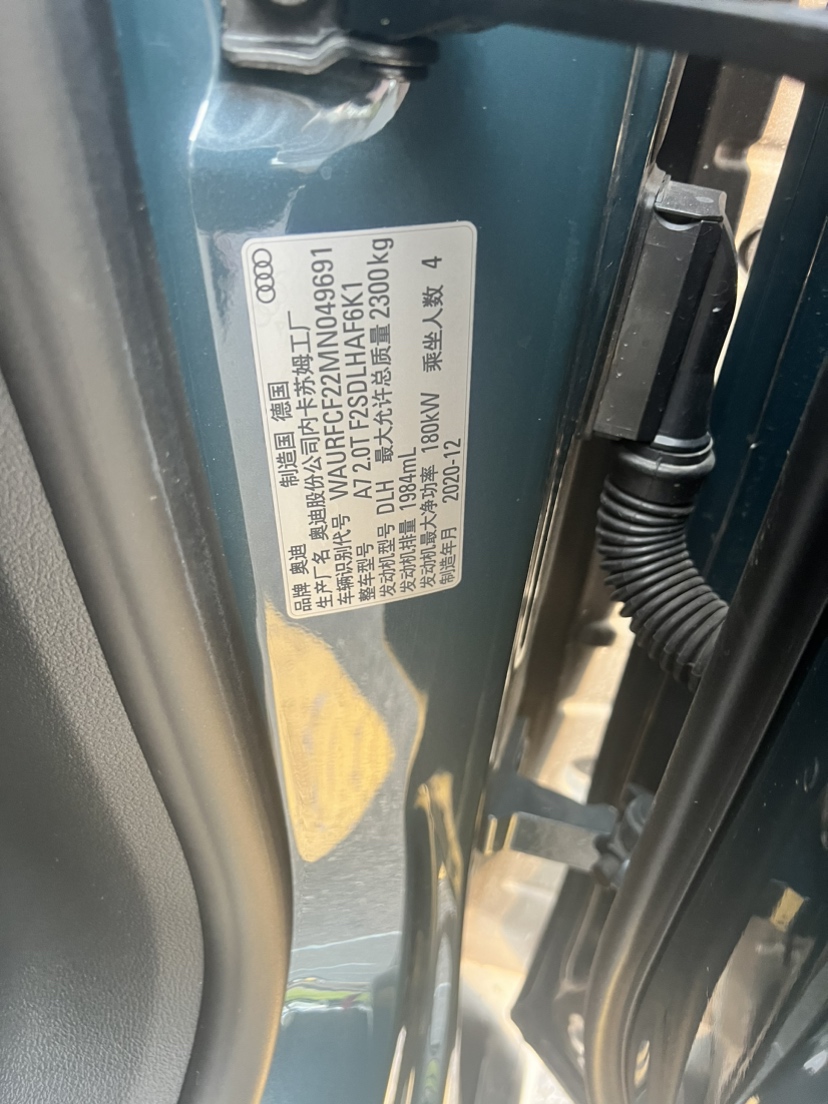 品牌 奥迪 制造国 德国
生产厂名 奥迪股份公司内卡苏姆工厂
车辆识别代号 WAURFCF22MN049691
整车型号 A7 2.0T F2SDLHAF6K1
发动机型号 DLH 最大允许总质量 2300kg
发动机排量 1984mL
发动机最大净功率 180kW 乘坐人数 4
制造年月 2020-12